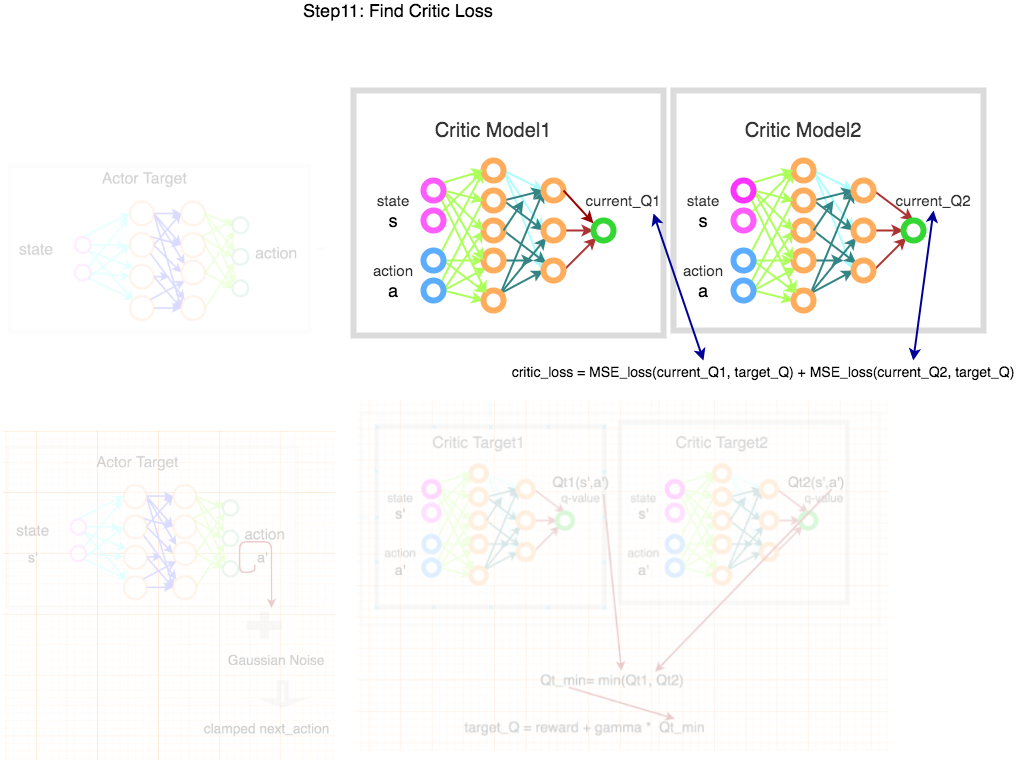 Step11: Find Critic Loss
Critic Model1
state
s
action
a
current_Q1
Critic Model2
state
s
action
a
current_Q2
critic_loss = MSE_loss(current_Q1, target_Q) + MSE_loss(current_Q2, target_Q)
Actor Target
state
action
Actor Target
state
s'
action
a'
Gaussian Noise
clamped next_action
Critic Target1
state
s'
action
a'
Qt1(s',a')
q-value
Critic Target2
state
s'
action
a'
Qt2(s',a')
q-value
Qt_min= min(Qt1, Qt2)
target_Q = reward + gamma * Qt_min